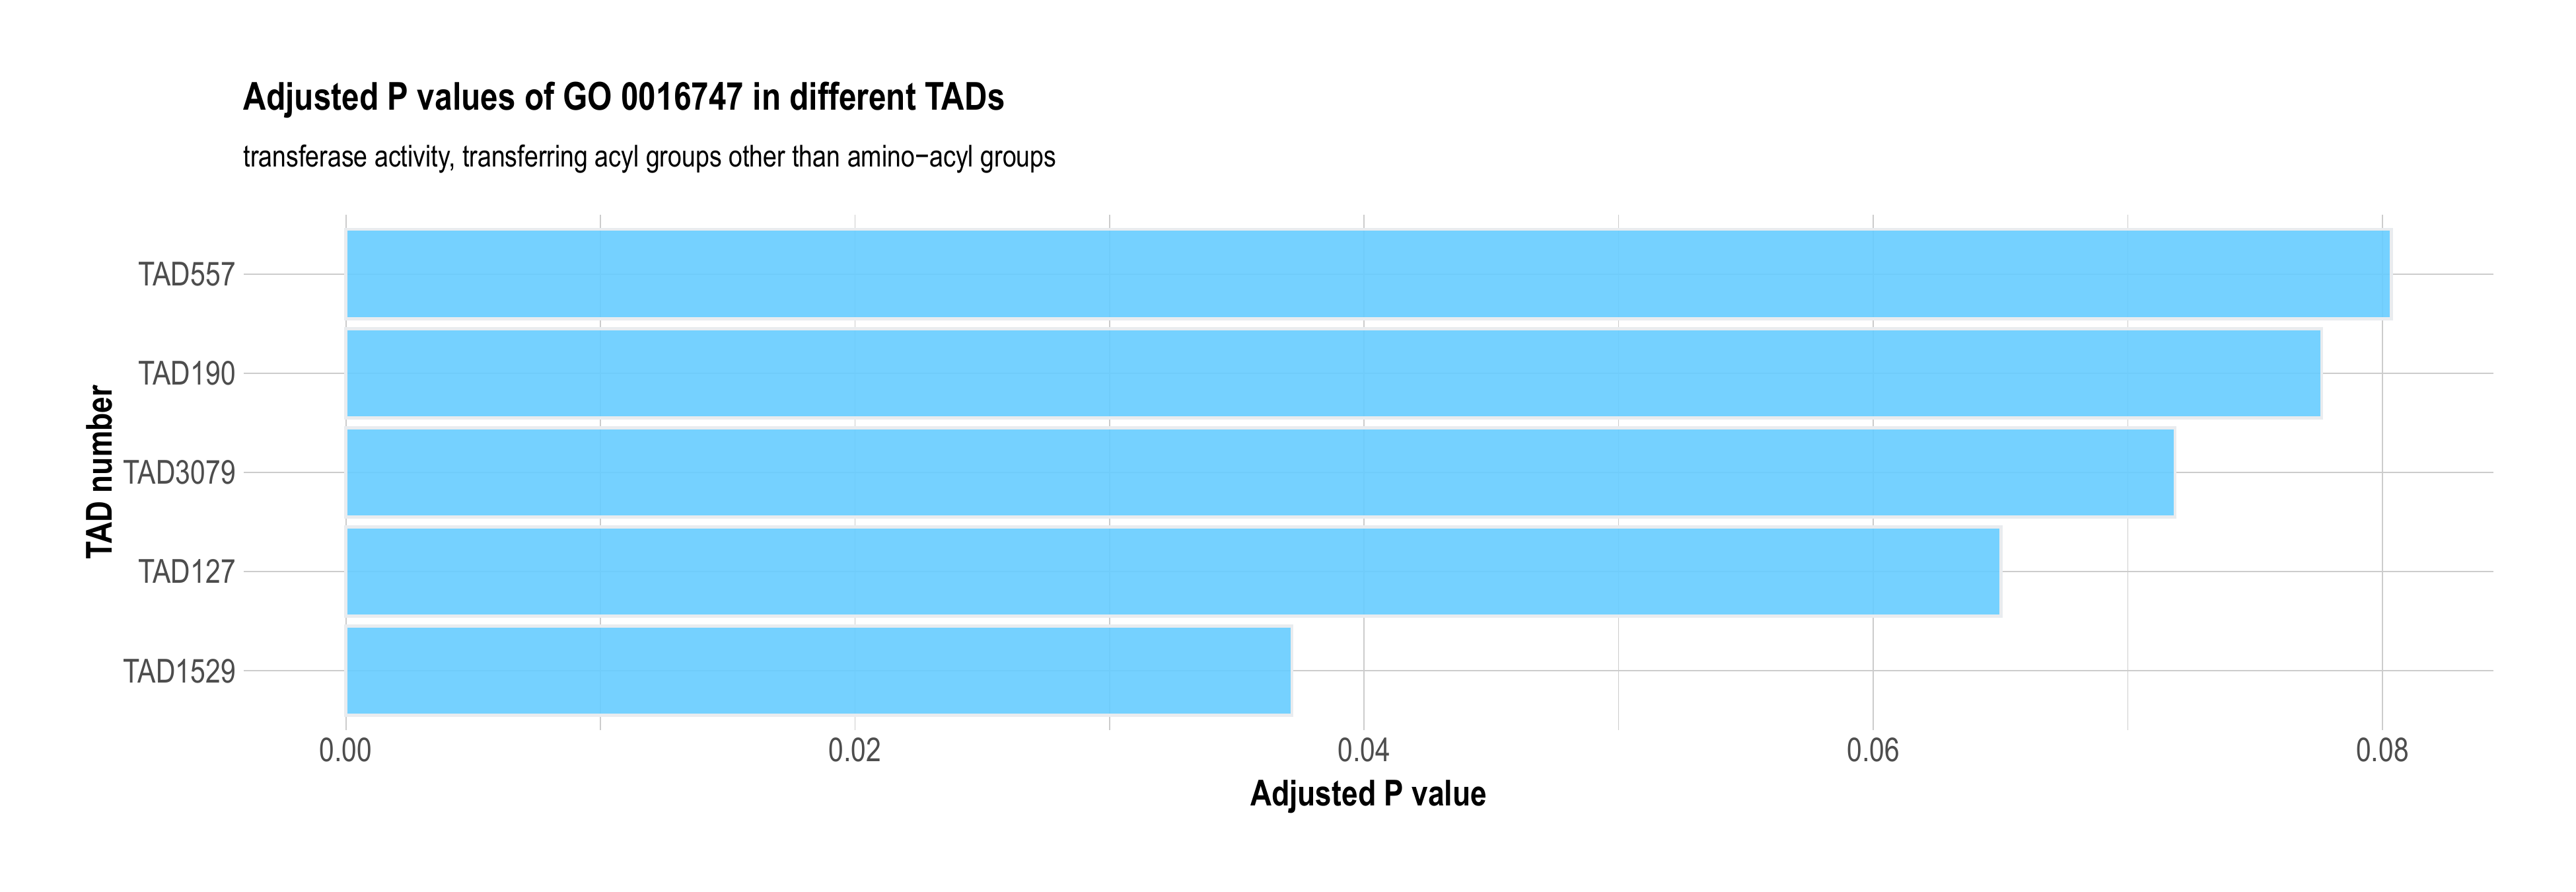 Adjusted P values of GO 0016747 in different TADs
transferase activity, transferring acyl groups other than amino−acyl groups
TAD number
TAD557
TAD190
TAD3079
TAD127
TAD1529
0.00 0.02 0.04 0.06 0.08
Adjusted P value